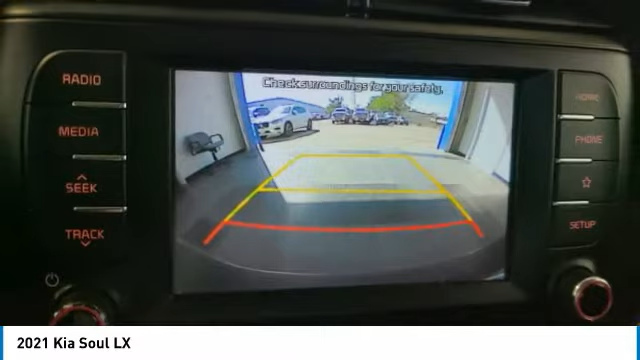 Check surroundings for your safety.
RADIO
MEDIA
SEEK
TRACK
HOME
PHONE
SETUP
2021 Kia Soul LX